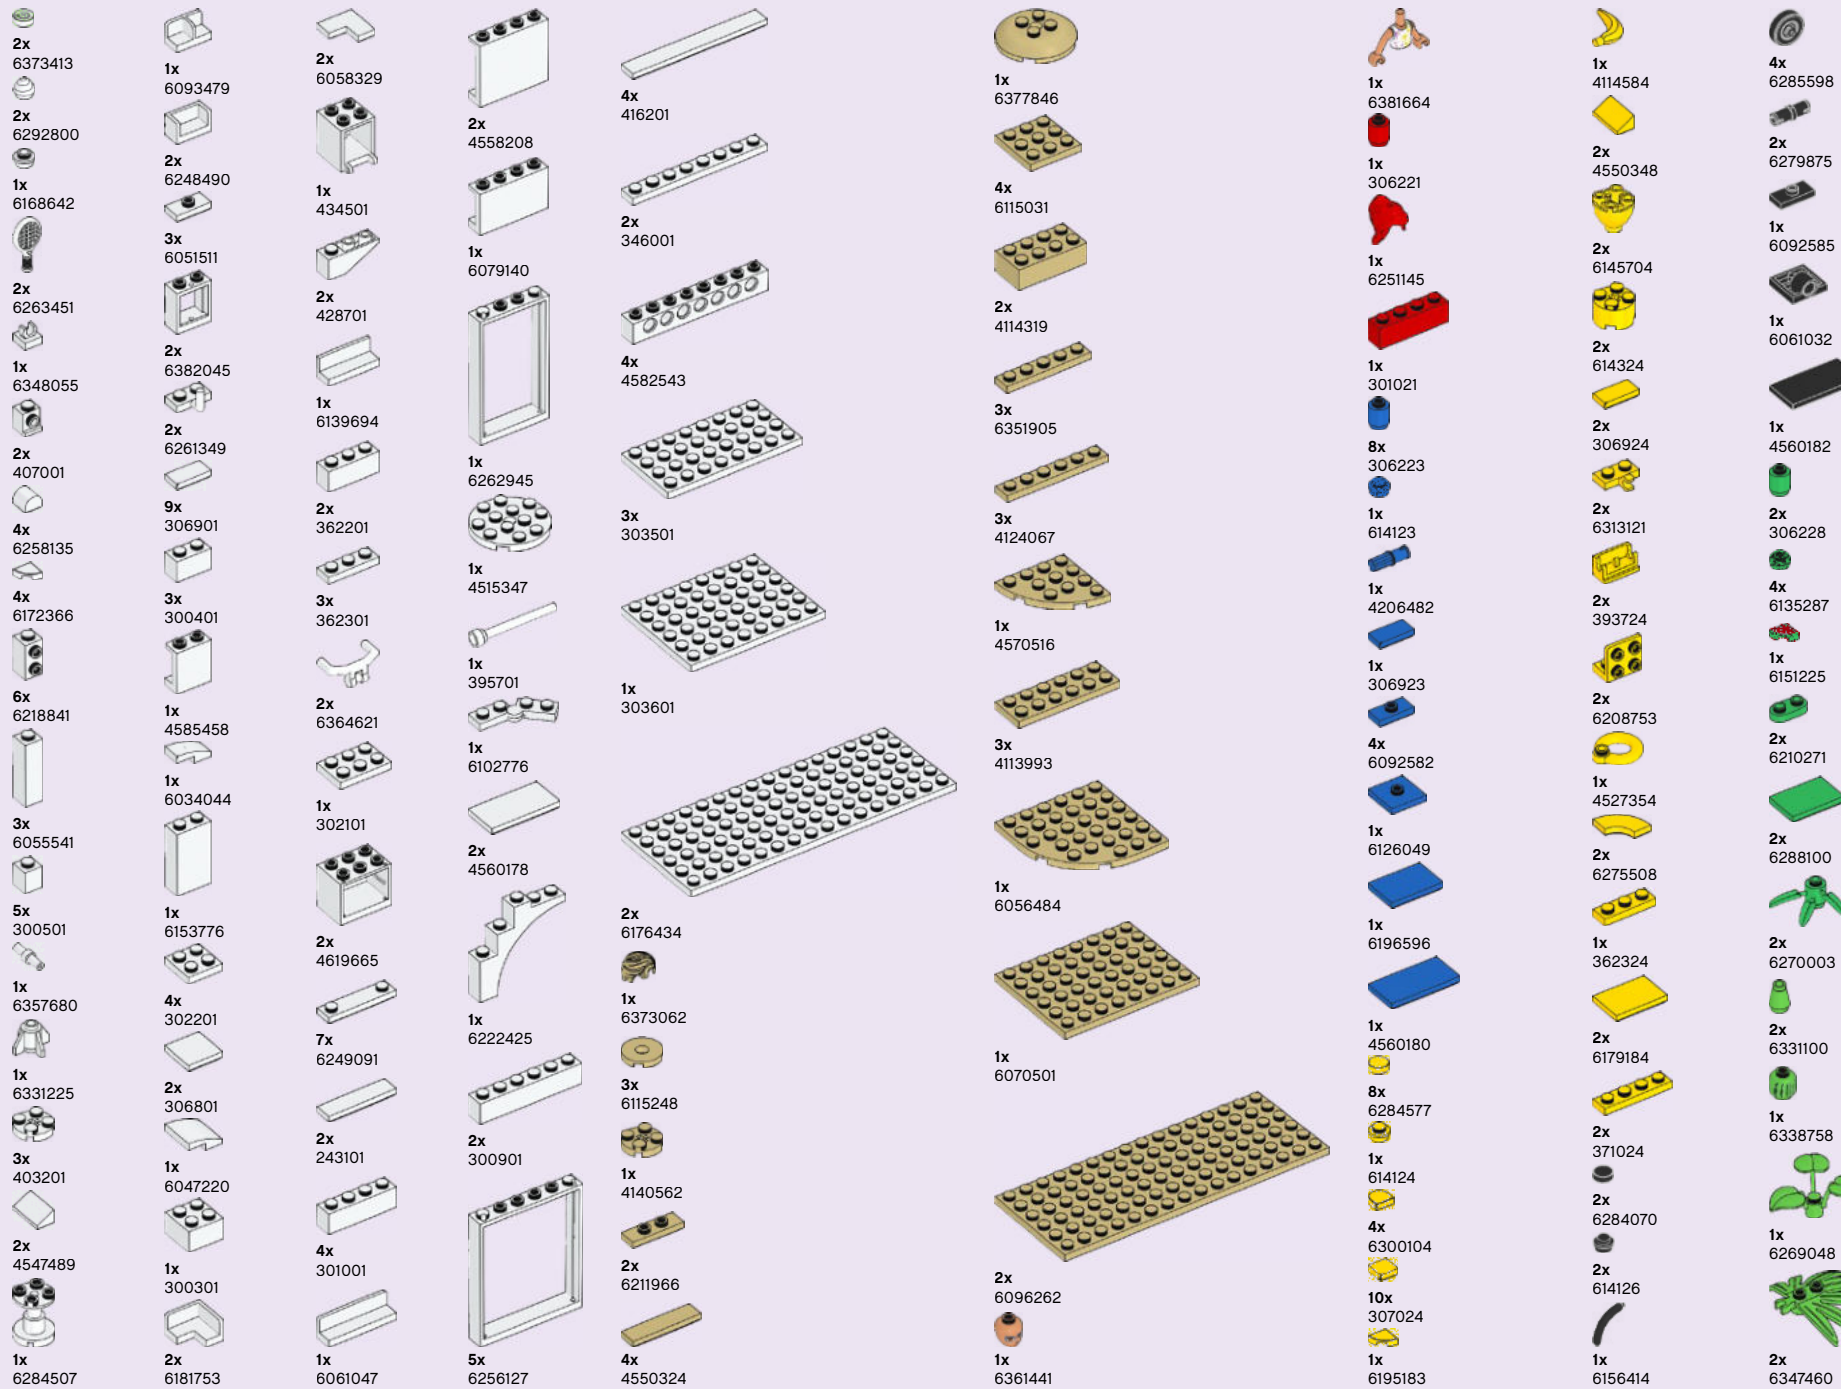 2x
6373413
2x
6292800
1x
6168642
2x
6263451
1x
6348055
2x
407001
4x
6258135
4x
6172366
6x
6218841
3x
6055541
5x
300501
1x
6357680
1x
6331225
3x
403201
2x
4547489
1x
6284507
1x
6093479
2x
6248490
3x
6051511
2x
6382045
2x
6261349
9x
306901
3x
300401
1x
4585458
1x
6034044
1x
6153776
4x
302201
2x
306801
1x
6047220
1x
300301
2x
6181753
2x
6058329
1x
434501
2x
428701
1x
6139694
2x
362201
3x
362301
2x
6364621
1x
302101
2x
4619665
7x
6249091
2x
243101
4x
301001
1x
6061047
2x
4558208
1x
6079140
1x
6262945
1x
4515347
1x
395701
1x
6102776
2x
4560178
1x
6222425
2x
300901
5x
6256127
4x
416201
2x
346001
4x
4582543
3x
303501
1x
303601
2x
6176434
1x
6373062
3x
6115248
1x
4140562
2x
6211966
4x
4550324
1x
6377846
4x
6115031
2x
4114319
3x
6351905
3x
4124067
1x
4570516
3x
4113993
1x
6056484
1x
6070501
2x
6096262
1x
6361441
1x
6381664
1x
306221
1x
6251145
1x
301021
8x
306223
1x
614123
1x
4206482
1x
306923
4x
6092582
1x
6126049
1x
6196596
1x
4560180
8x
6284577
1x
614124
4x
6300104
10x
307024
1x
6195183
1x
4114584
2x
4550348
2x
6145704
2x
614324
2x
306924
2x
6313121
2x
393724
2x
6208753
1x
4527354
2x
6275508
1x
362324
2x
6179184
2x
371024
2x
6284070
2x
614126
1x
6156414
4x
6285598
2x
6279875
1x
6092585
1x
6061032
1x
4560182
2x
306228
4x
6135287
1x
6151225
2x
6210271
2x
6288100
2x
6270003
2x
6331100
1x
6338758
1x
6269048
2x
6347460